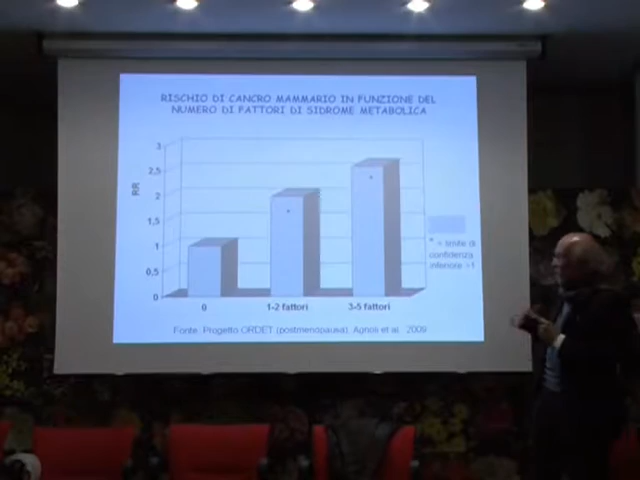 RISCHIO DI CANCRO MAMMARIO IN FUNZIONE DEL
NUMERO DI FATTORI DI SIDROME METABOLICA
RR
3
2,5
2
1,5
1
0,5
0
0
1-2 fattori
3-5 fattori
* = limite di
confidenza
inferiore >1
Fonte: Progetto ORDET (postmenopausa), Agnoli et al. 2009